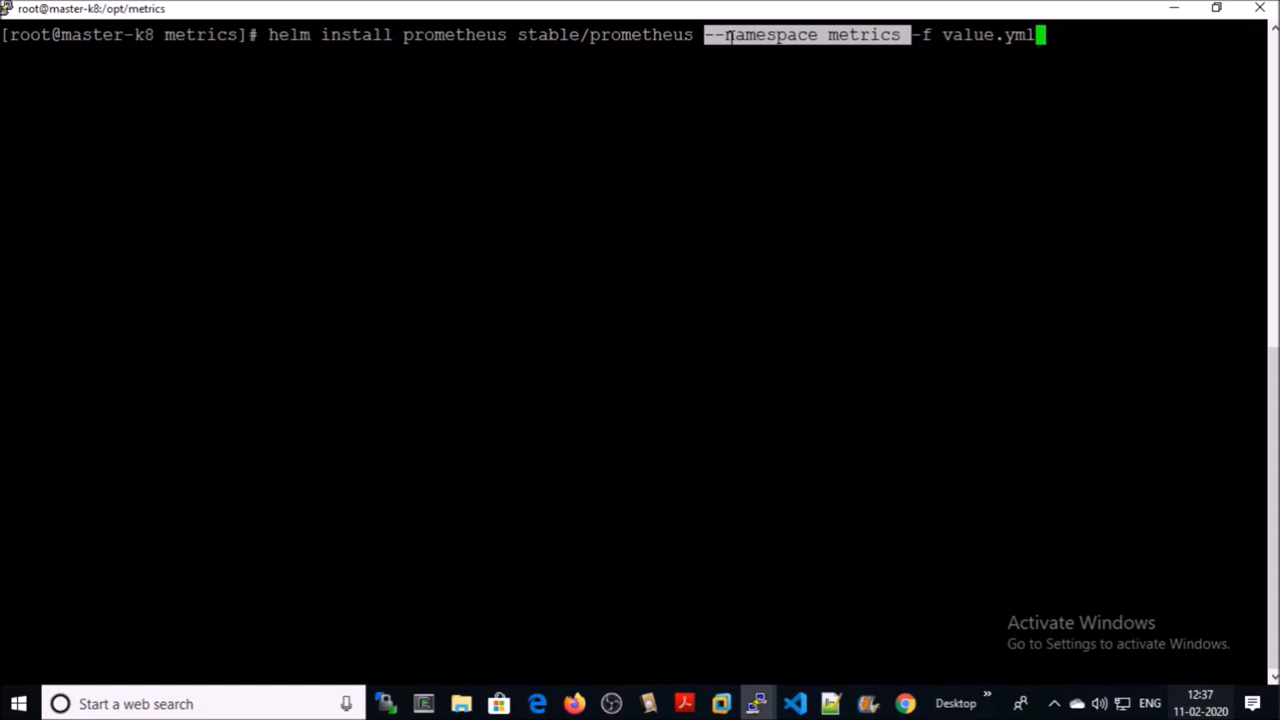 root@master-k8:/opt/metrics
[root@master-k8 metrics]# helm install prometheus stable/prometheus --namespace metrics -f value.yml
Activate Windows
Go to Settings to activate Windows.
Start a web search
Desktop
ENG
12:37
11-02-2020